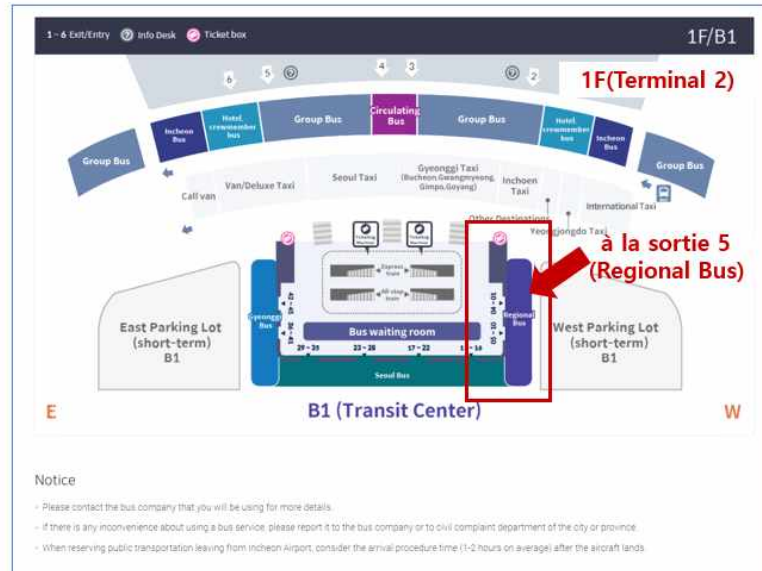 1 - 6 Exit/Entry Info Desk Ticket box
1F/B1
1F(Terminal 2)
6 5 4 3 2
Incheon Bus
Hotel, crewmember bus
Group Bus
Circulating Bus
Group Bus
Hotel, crewmember bus
Incheon Bus
Group Bus
Group Bus
Call van
Van/Deluxe Taxi
Seoul Taxi
Gyeonggi Taxi
(Bucheon,Gwangmyeong,
Gimpo,Goyang)
Inchoen
Taxi
International Taxi
Other Destinations
Yeongjongdo Taxi
Ticketing Machine
Ticketing Machine
à la sortie 5
(Regional Bus)
Express train
All-stop train
Gyeonggi Bus
42 ~ 45
36 ~ 41
Regional Bus
Bus waiting room
29 ~ 35
17 ~ 22
Seoul Bus
East Parking Lot
(short-term)
B1
West Parking Lot
(short-term)
B1
E
B1 (Transit Center)
W
Notice
- Please contact the bus company that you will be using for more details.
- If there is any inconvenience about using a bus service, please report it to the bus company or to civil complaint department of the city or province.
- When reserving public transportation leaving from Incheon Airport, consider the arrival procedure time (1-2 hours on average) after the aircraft lands.